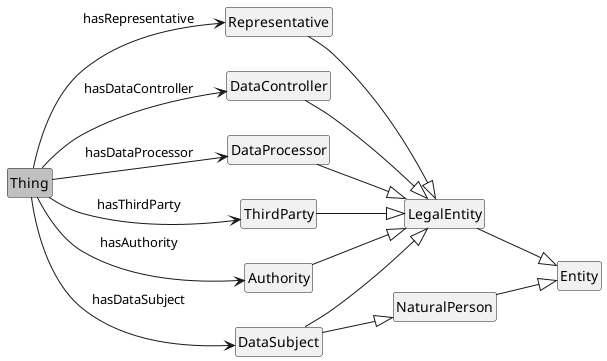 hasRepresentative
Representative
hasDataController
DataController
hasDataProcessor
DataProcessor
Thing
hasThirdParty
ThirdParty
LegalEntity
hasAuthority
Authority
Entity
hasDataSubject
NaturalPerson
DataSubject